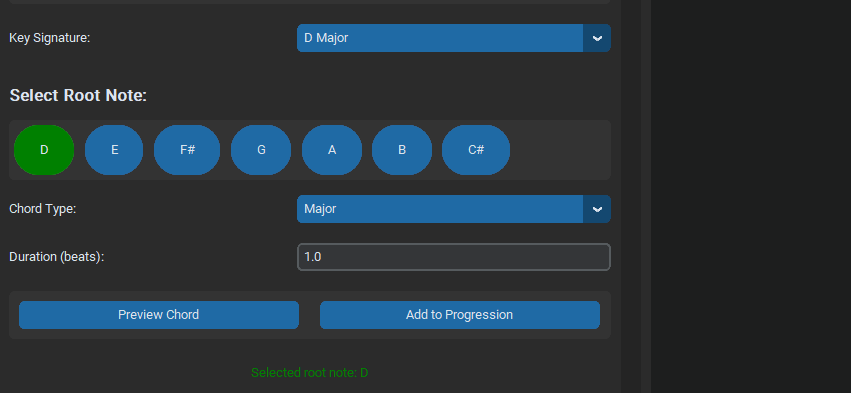 Key Signature: D Major
Select Root Note:
D E F# G A B C#
Chord Type: Major
Duration (beats): 1.0
Preview Chord Add to Progression
Selected root note: D